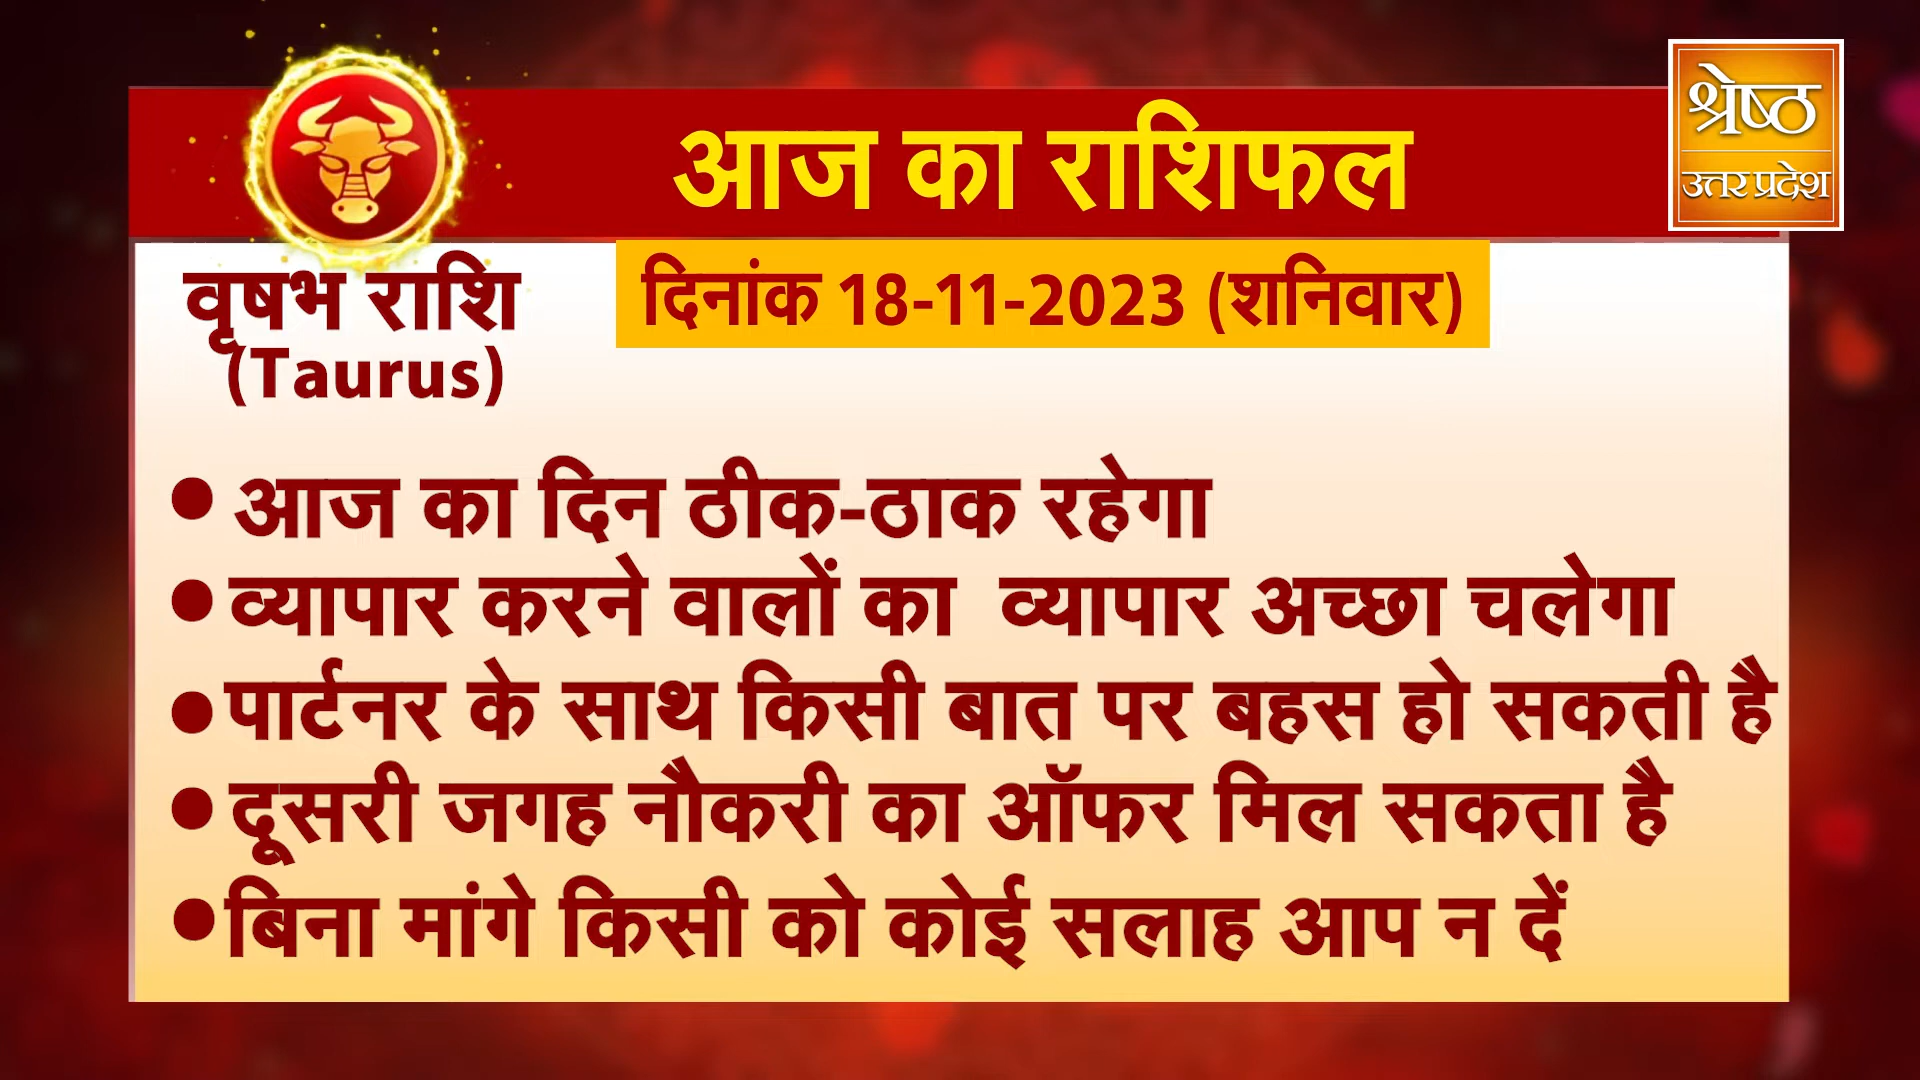 आज का राशिफल
श्रेष्ठ
उत्तर प्रदेश
वृषभ राशि
(Taurus)
दिनांक 18-11-2023 (शनिवार)
• आज का दिन ठीक-ठाक रहेगा
• व्यापार करने वालों का व्यापार अच्छा चलेगा
• पार्टनर के साथ किसी बात पर बहस हो सकती है
• दूसरी जगह नौकरी का ऑफर मिल सकता है
• बिना मांगे किसी को कोई सलाह आप न दें